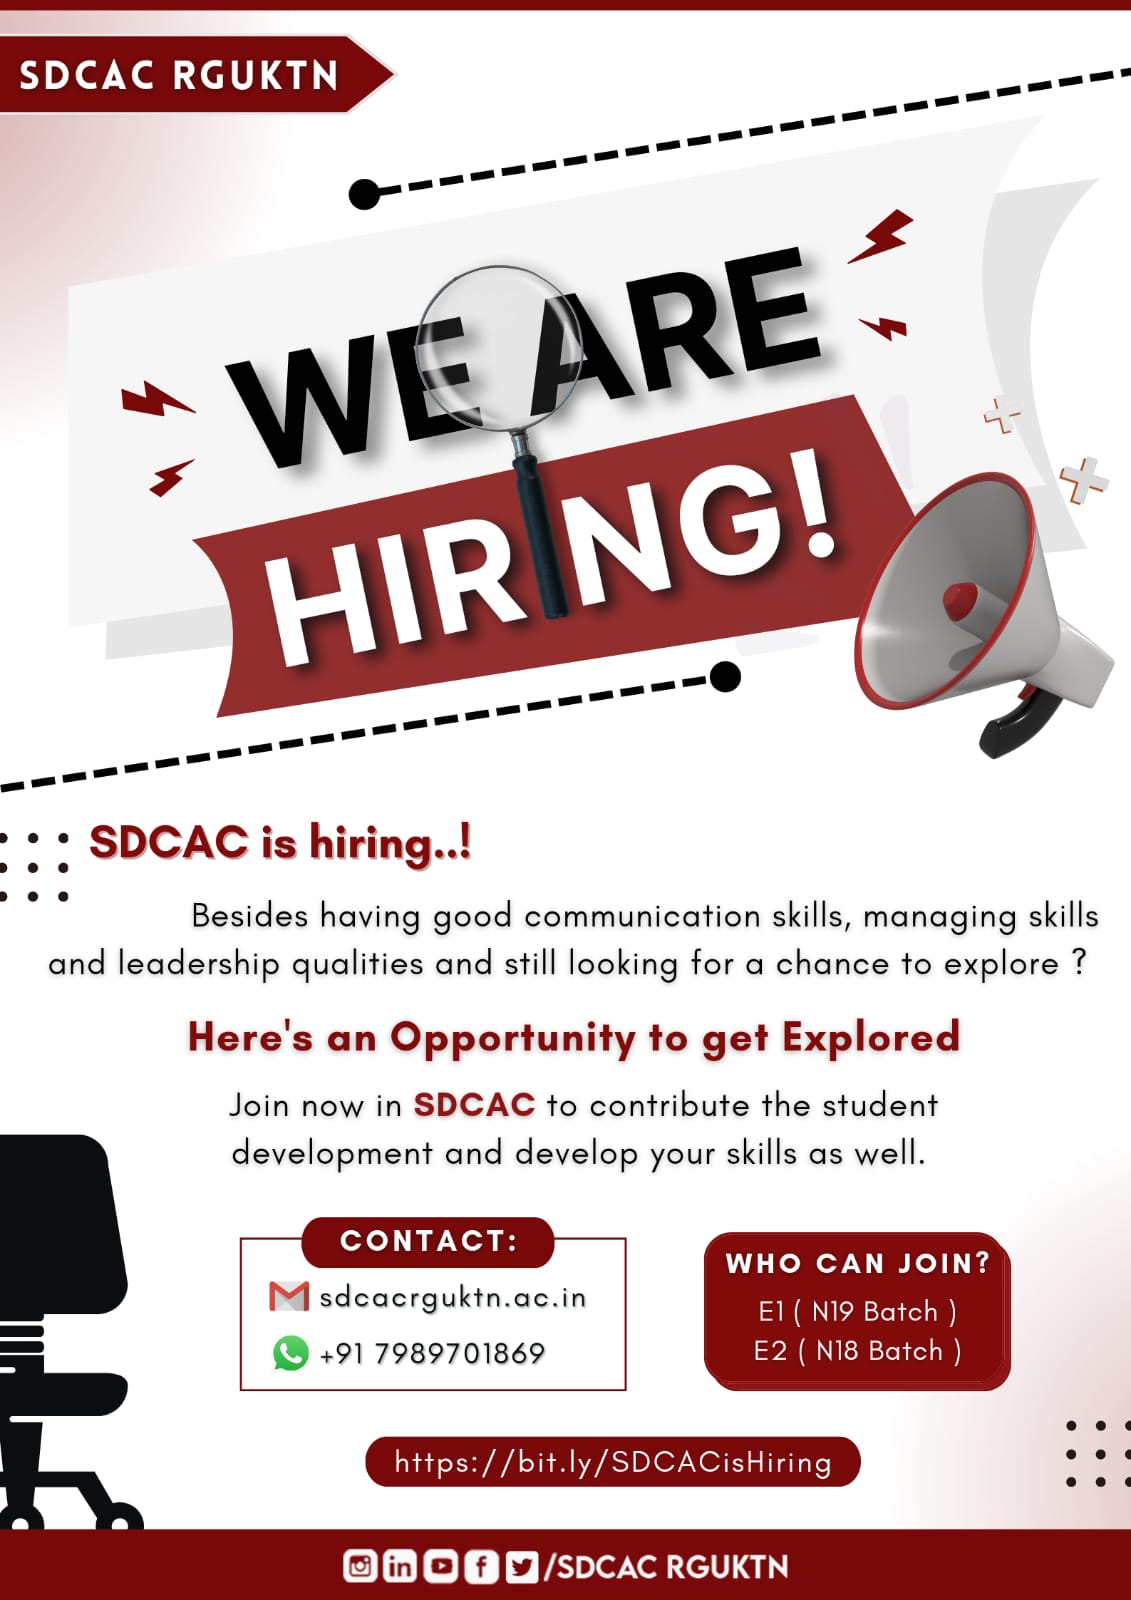 SDCAC RGUKTN
WE ARE
HIRING!
SDCAC is hiring..!
Besides having good communication skills, managing skills
and leadership qualities and still looking for a chance to explore ?
Here's an Opportunity to get Explored
Join now in SDCAC to contribute the student
development and develop your skills as well.
CONTACT:
sdcacrguktn.ac.in
+91 7989701869
WHO CAN JOIN?
E1 ( N19 Batch )
E2 ( N18 Batch )
https://bit.ly/SDCACisHiring
/SDCAC RGUKTN